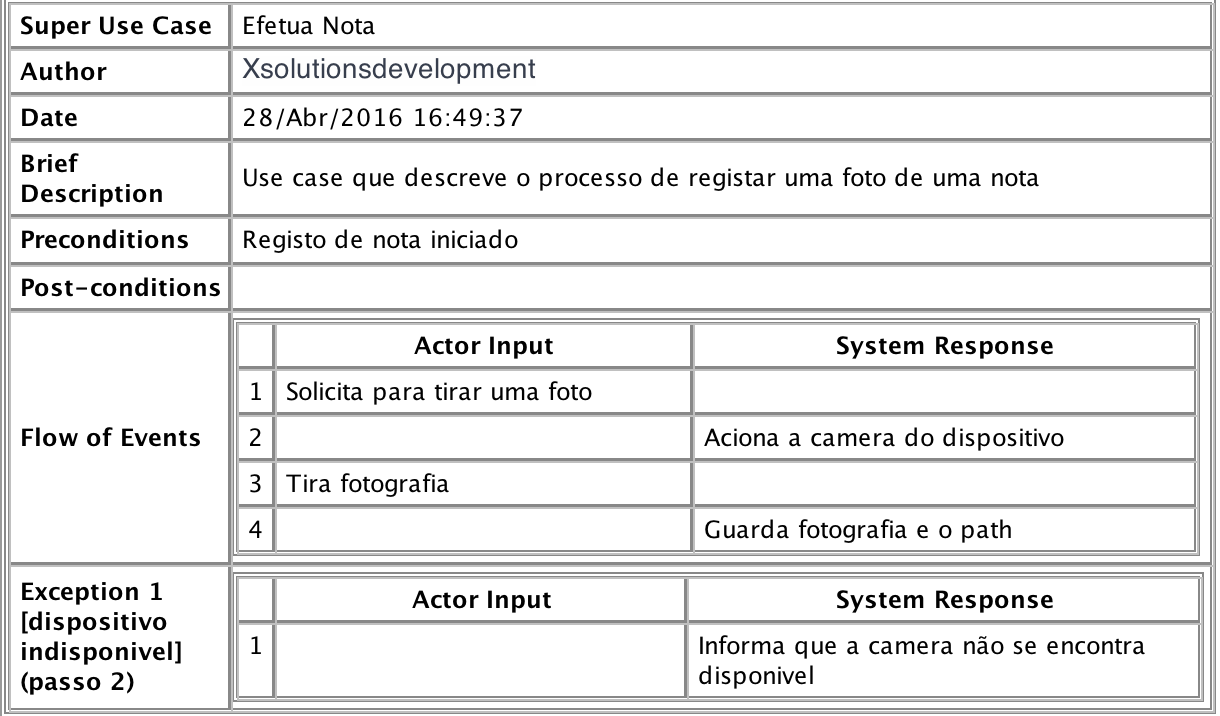 Super Use Case Efetua Nota
Author Xsolutionsdevelopment
Date 28/Abr/2016 16:49:37
Brief
Description
Use case que descreve o processo de registar uma foto de uma nota
Preconditions Registo de nota iniciado
Post-conditions
Flow of Events
Actor Input System Response
1 Solicita para tirar uma foto
2 Aciona a camera do dispositivo
3 Tira fotografia
4 Guarda fotografia e o path
Exception 1
[dispositivo
indisponivel]
(passo 2)
Actor Input System Response
1 Informa que a camera não se encontra
disponivel